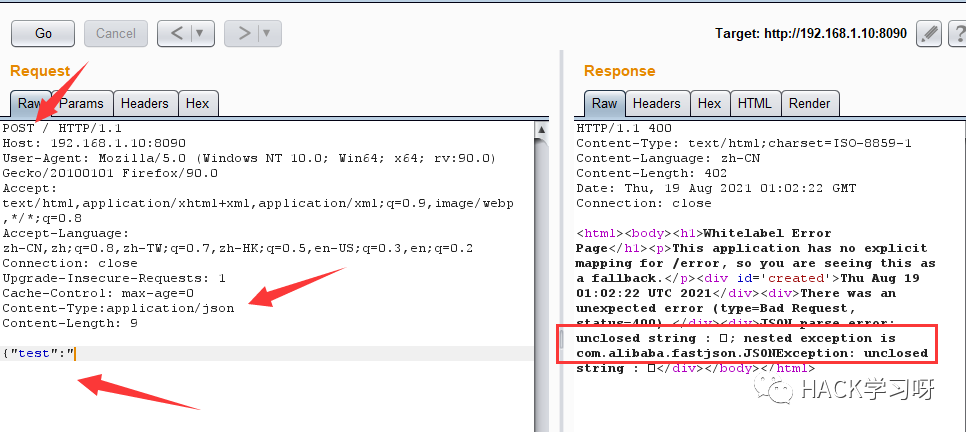 Go Cancel < ▼ > ▼ Target: http://192.168.1.10:8090 ?
Request
Raw Params Headers Hex
POST / HTTP/1.1
Host: 192.168.1.10:8090
User-Agent: Mozilla/5.0 (Windows NT 10.0; Win64; x64; rv:90.0)
Gecko/20100101 Firefox/90.0
Accept:
text/html,application/xhtml+xml,application/xml;q=0.9,image/webp
,*/*;q=0.8
Accept-Language:
zh-CN,zh;q=0.8,zh-TW;q=0.7,zh-HK;q=0.5,en-US;q=0.3,en;q=0.2
Connection: close
Upgrade-Insecure-Requests: 1
Cache-Control: max-age=0
Content-Type:application/json
Content-Length: 9
{"test":"
Response
Raw Headers Hex HTML Render
HTTP/1.1 400
Content-Type: text/html;charset=ISO-8859-1
Content-Language: zh-CN
Content-Length: 402
Date: Thu, 19 Aug 2021 01:02:22 GMT
Connection: close
<html><body><h1>Whitelabel Error
Page</h1><p>This application has no explicit
mapping for /error, so you are seeing this as
a fallback.</p><div id='created'>Thu Aug 19
01:02:22 UTC 2021</div><div>There was an
unexpected error (type=Bad Request,
status=400).</div><div>JSON parse error:
unclosed string : □; nested exception is
com.alibaba.fastjson.JSONException: unclosed
string : □</div></body></html>
HACK学习呀